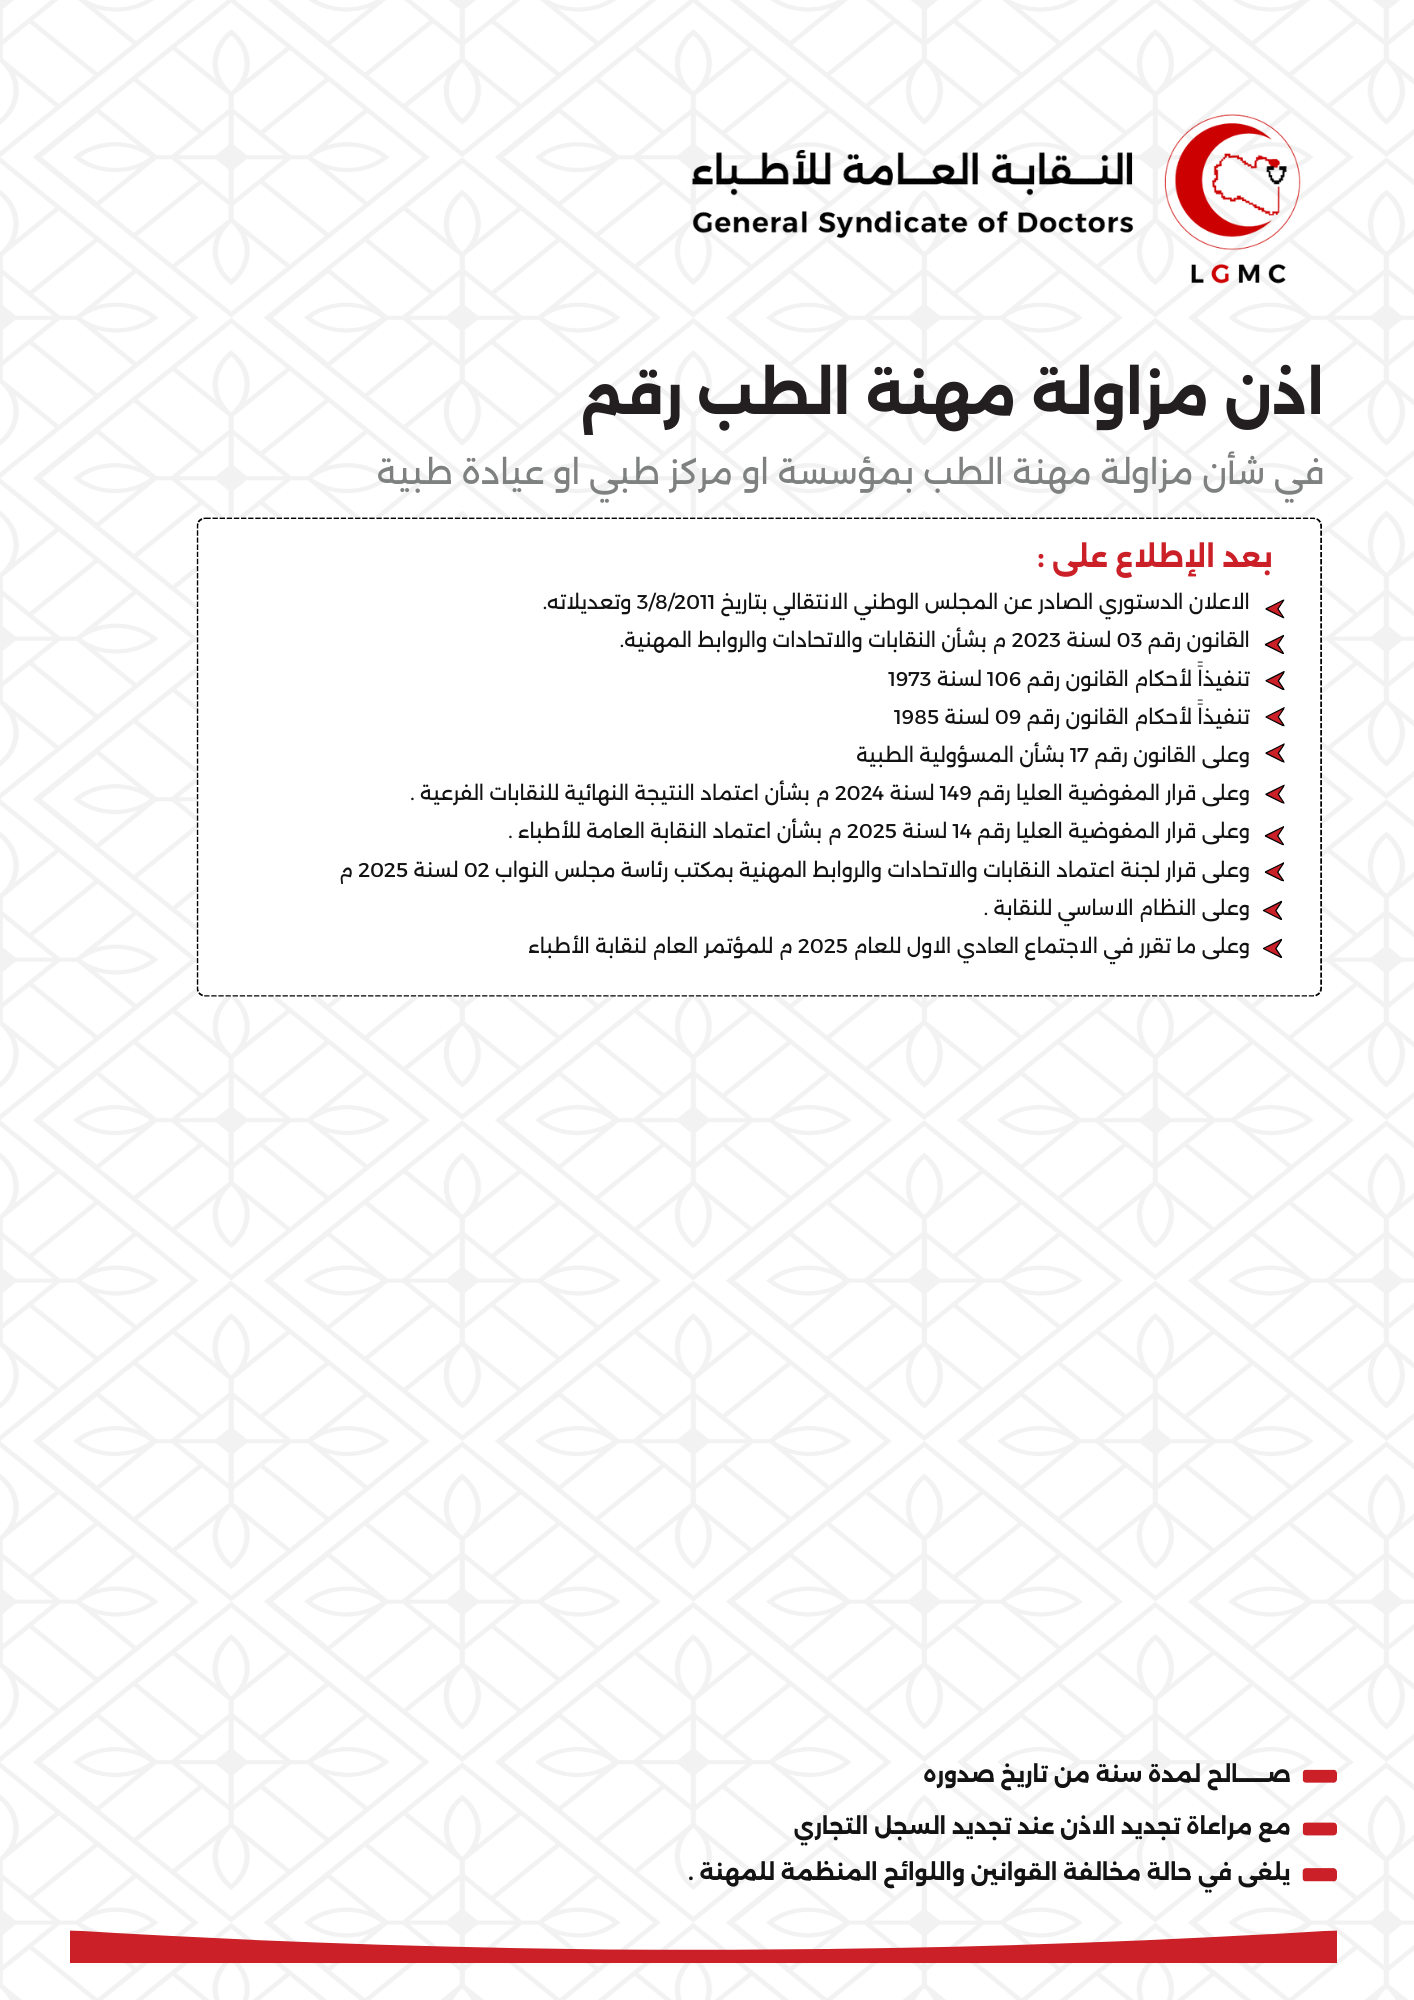 النـــقابـة العـــامة للأطـــباء
General Syndicate of Doctors
LGMC
اذن مزاولة مهنة الطب رقم
في شأن مزاولة مهنة الطب بمؤسسة او مركز طبي او عيادة طبية
بعد الإطلاع على :
الاعلان الدستوري الصادر عن المجلس الوطني الانتقالي بتاريخ 3/8/2011 وتعديلاته.
القانون رقم 03 لسنة 2023 م بشأن النقابات والاتحادات والروابط المهنية.
تنفيذاً لأحكام القانون رقم 106 لسنة 1973
تنفيذاً لأحكام القانون رقم 09 لسنة 1985
وعلى القانون رقم 17 بشأن المسؤولية الطبية
وعلى قرار المفوضية العليا رقم 149 لسنة 2024 م بشأن اعتماد النتيجة النهائية للنقابات الفرعية .
وعلى قرار المفوضية العليا رقم 14 لسنة 2025 م بشأن اعتماد النقابة العامة للأطباء .
وعلى قرار لجنة اعتماد النقابات والاتحادات والروابط المهنية بمكتب رئاسة مجلس النواب 02 لسنة 2025 م
وعلى النظام الاساسي للنقابة .
وعلى ما تقرر في الاجتماع العادي الاول للعام 2025 م للمؤتمر العام لنقابة الأطباء
صـــــالح لمدة سنة من تاريخ صدوره
مع مراعاة تجديد الاذن عند تجديد السجل التجاري
يلغى في حالة مخالفة القوانين واللوائح المنظمة للمهنة .